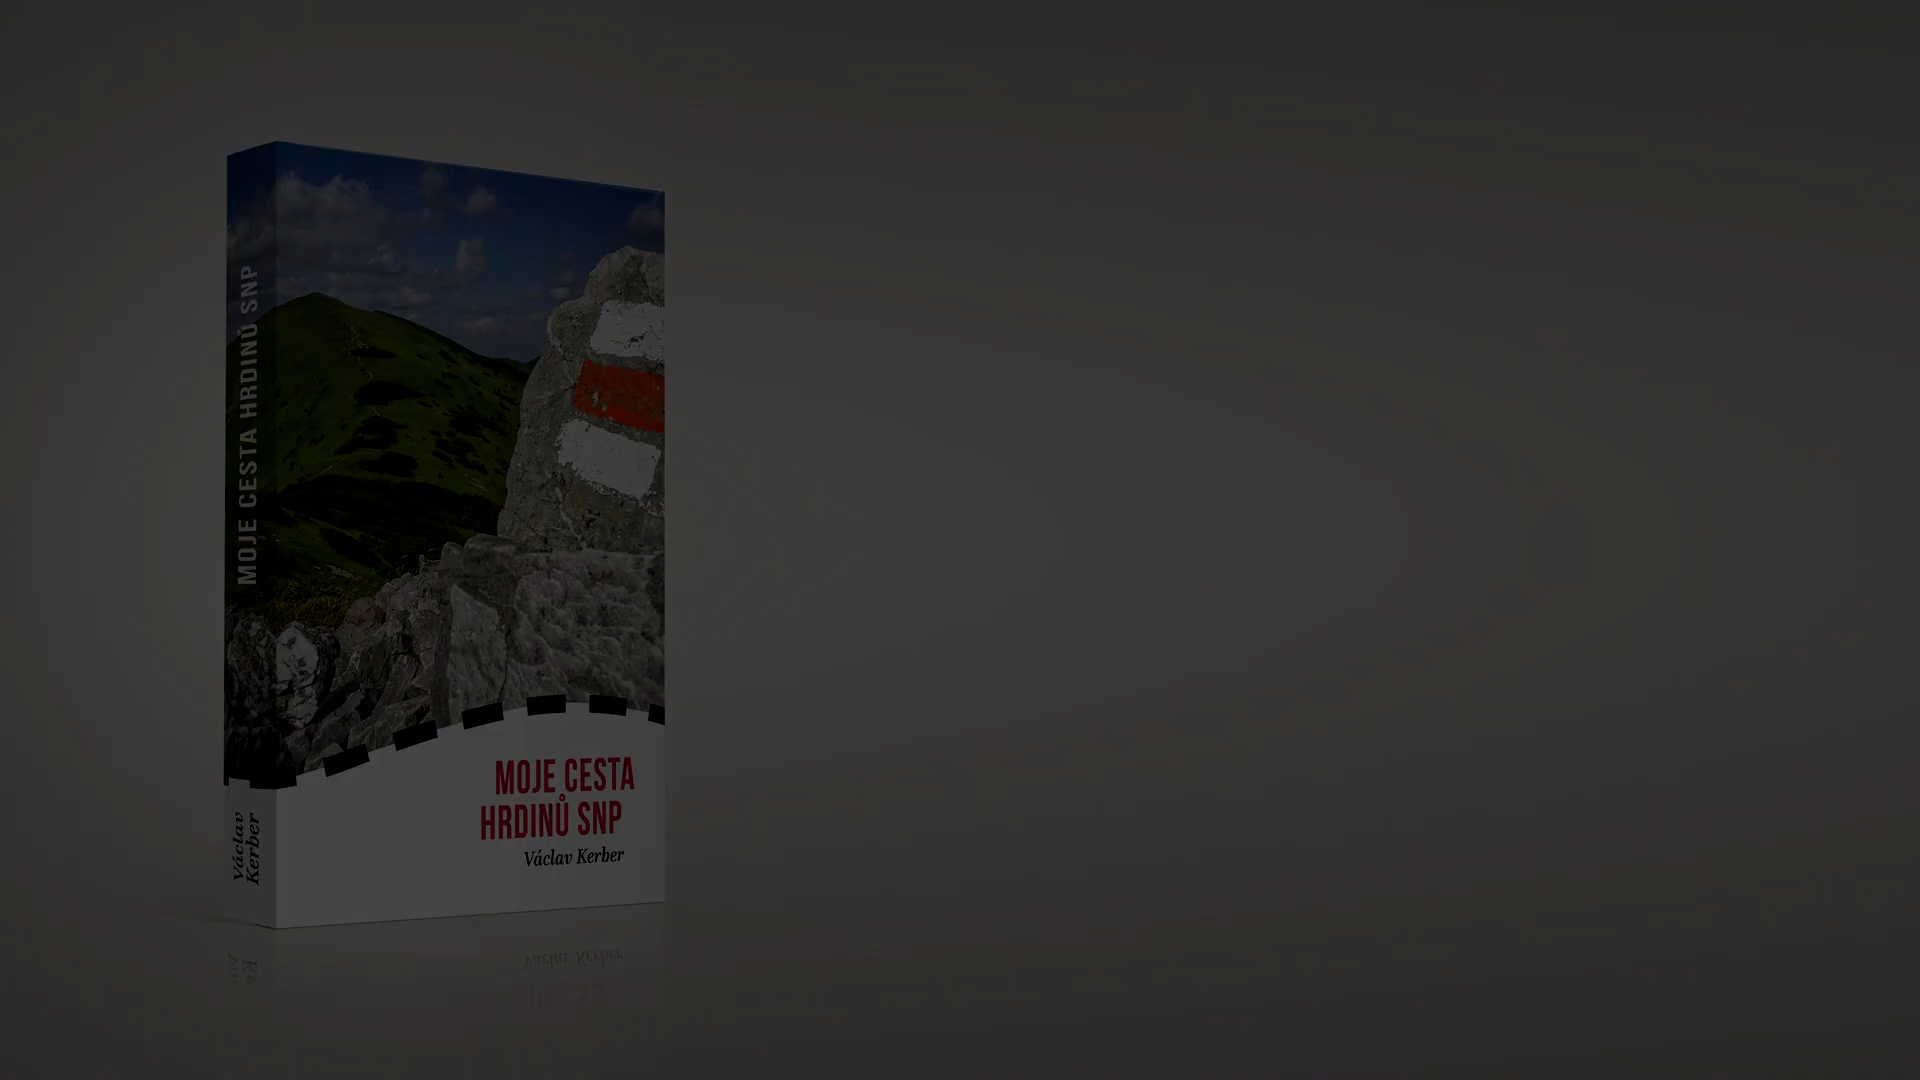 MOJE CESTA HRDINŮ SNP
Václav
Kerber
MOJE CESTA
HRDINŮ SNP
Václav Kerber